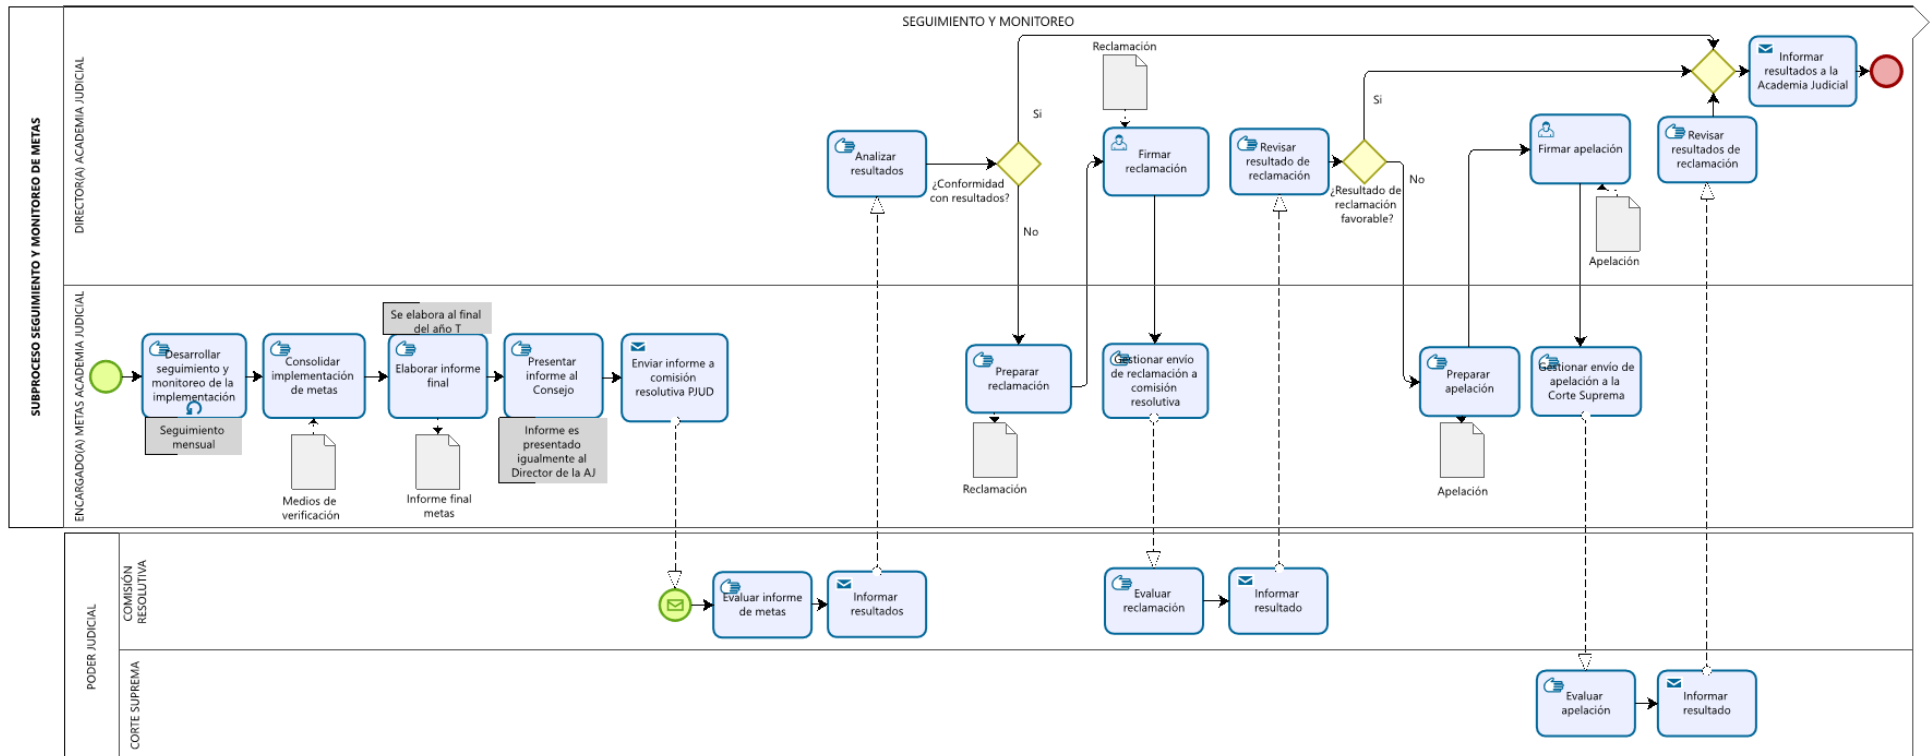 SEGUIMIENTO Y MONITOREO
SUBPROCESO SEGUIMIENTO Y MONITOREO DE METAS
DIRECTOR(A) ACADEMIA JUDICIAL
Analizar
resultados
¿Conformidad
con resultados?
Si
No
Reclamación
Firmar
reclamación
Revisar
resultado de
reclamación
¿Resultado de
reclamación
favorable?
Si
No
Firmar apelación
Apelación
Revisar
resultados de
reclamación
Informar
resultados a la
Academia Judicial
ENCARGADO(A) METAS ACADEMIA JUDICIAL
Desarrollar
seguimiento y
monitoreo de la
implementación
Seguimiento
mensual
Consolidar
implementación
de metas
Medios de
verificación
Se elabora al final
del año T
Elaborar informe
final
Informe final
metas
Presentar
informe al
Consejo
Informe es
presentado
igualmente al
Director de la AJ
Enviar informe a
comisión
resolutiva PJUD
Preparar
reclamación
Reclamación
Gestionar envío
de reclamación a
comisión
resolutiva
Preparar
apelación
Apelación
Gestionar envío de
apelación a la
Corte Suprema
PODER JUDICIAL
COMISIÓN
RESOLUTIVA
Evaluar informe
de metas
Informar
resultados
Evaluar
reclamación
Informar
resultado
CORTE SUPREMA
Evaluar
apelación
Informar
resultado